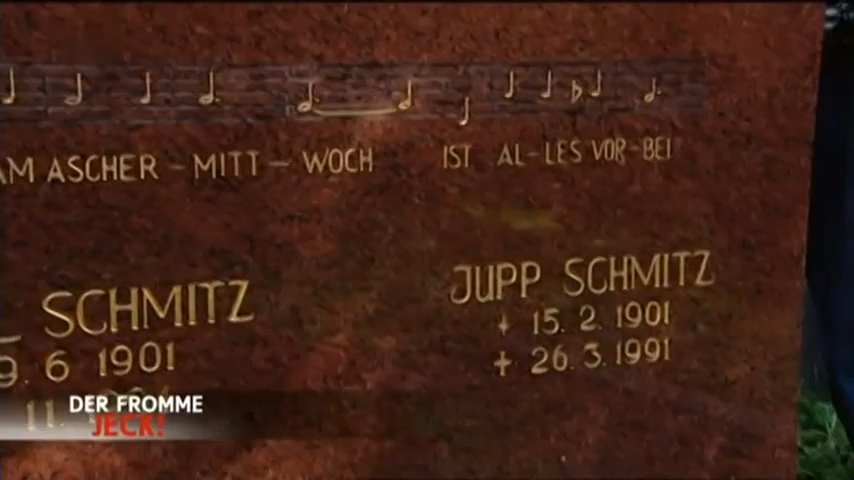 AM ASCHER - MITT - WOCH IST AL - LES VOR - BEI
SCHMITZ
9. 6 1901
11.
JUPP SCHMITZ
15. 2. 1901
26. 3. 1991
DER FROMME
JECK!